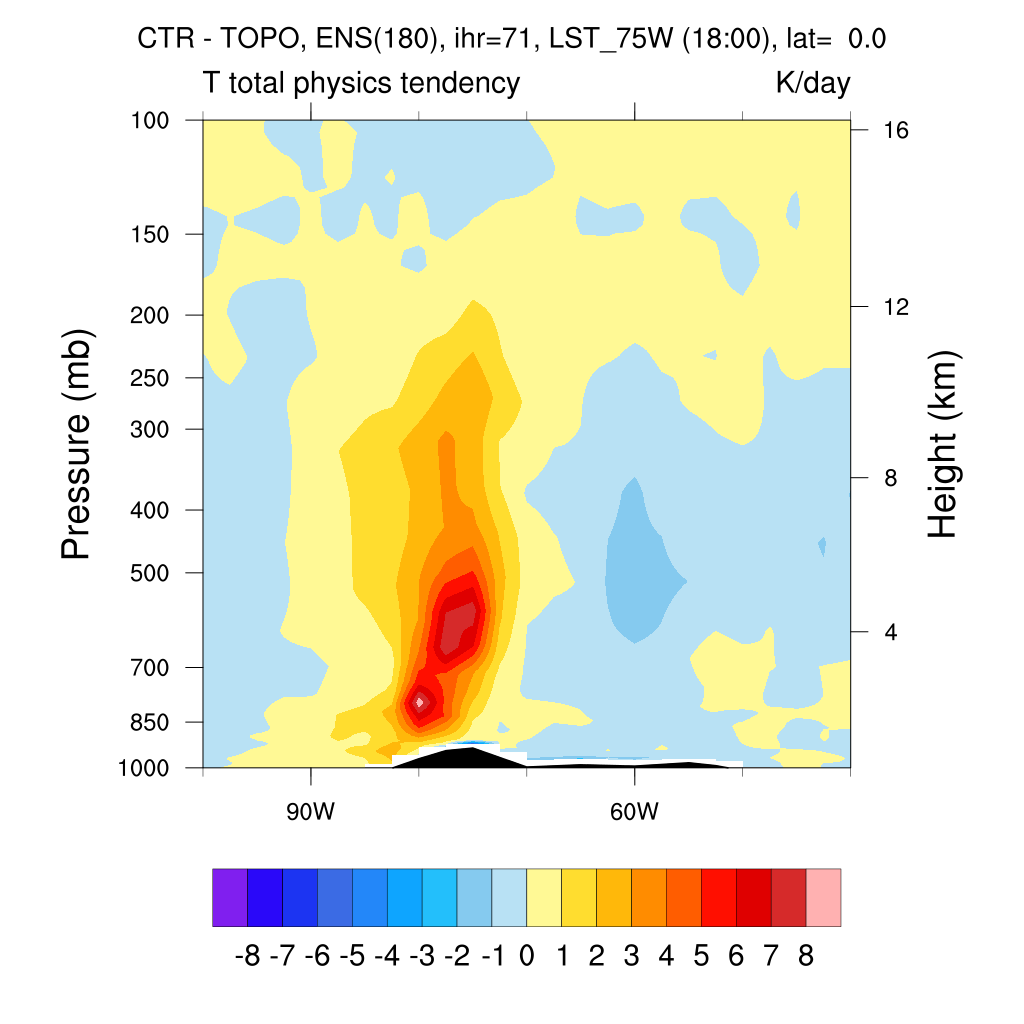 CTR - TOPO, ENS(180), ihr=71, LST_75W (18:00), lat=  0.0
T total physics tendency
K/day
100
150
200
250
300
400
500
700
850
1000
Pressure (mb)
16
12
8
4
Height (km)
90W
60W
-8 -7 -6 -5 -4 -3 -2 -1 0 1 2 3 4 5 6 7 8